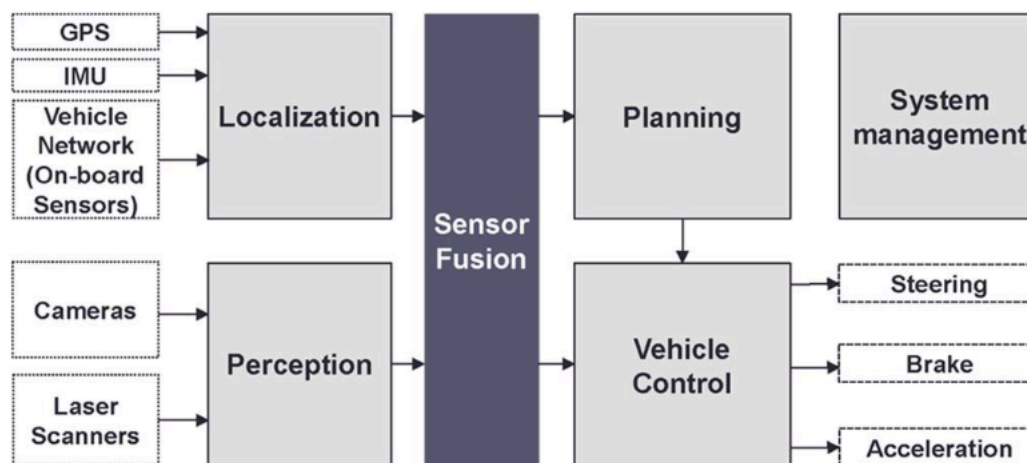 GPS
IMU
Vehicle
Network
(On-board
Sensors)
Localization
Cameras
Laser
Scanners
Perception
Sensor
Fusion
Planning
Vehicle
Control
System
management
Steering
Brake
Acceleration